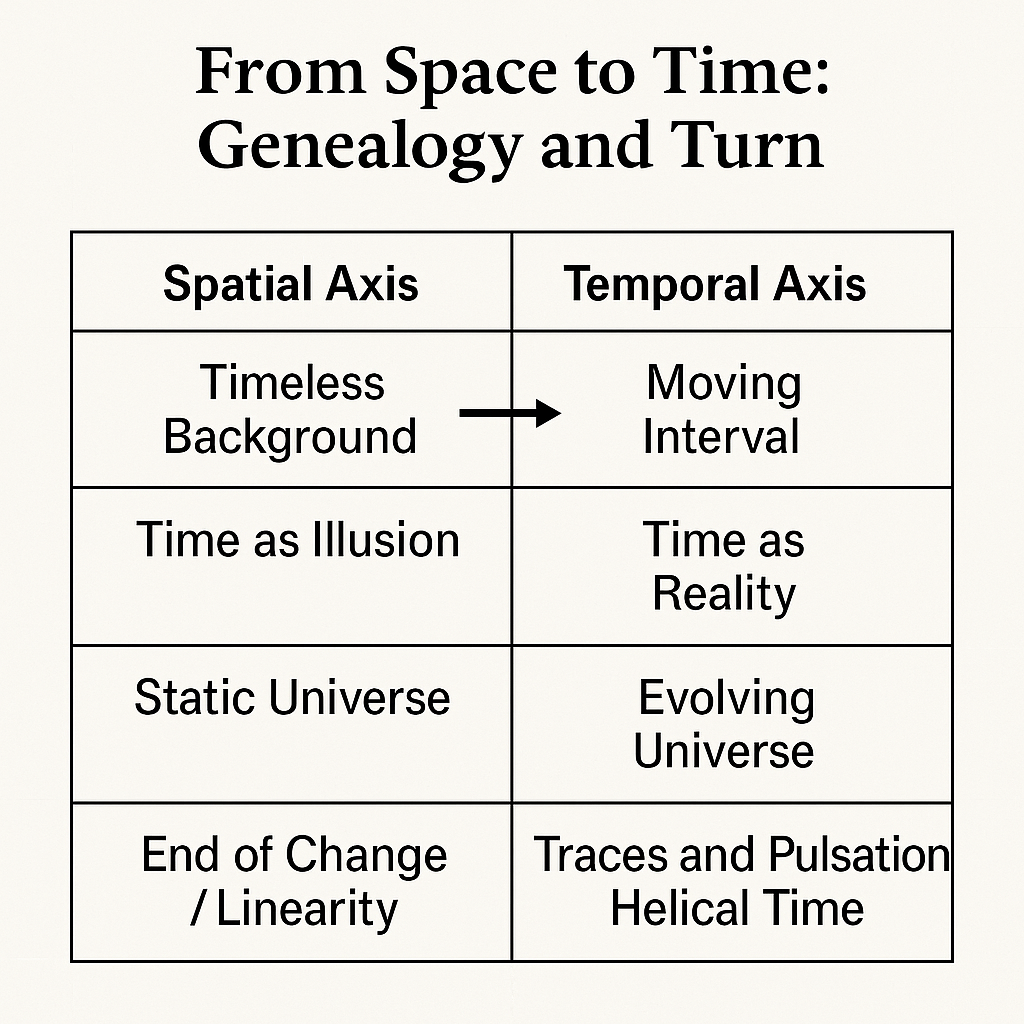 From Space to Time:
Genealogy and Turn
Spatial Axis
Temporal Axis
Timeless
Background
Moving
Interval
Time as Illusion
Time as
Reality
Static Universe
Evolving
Universe
End of Change
/ Linearity
Traces and Pulsation
Helical Time